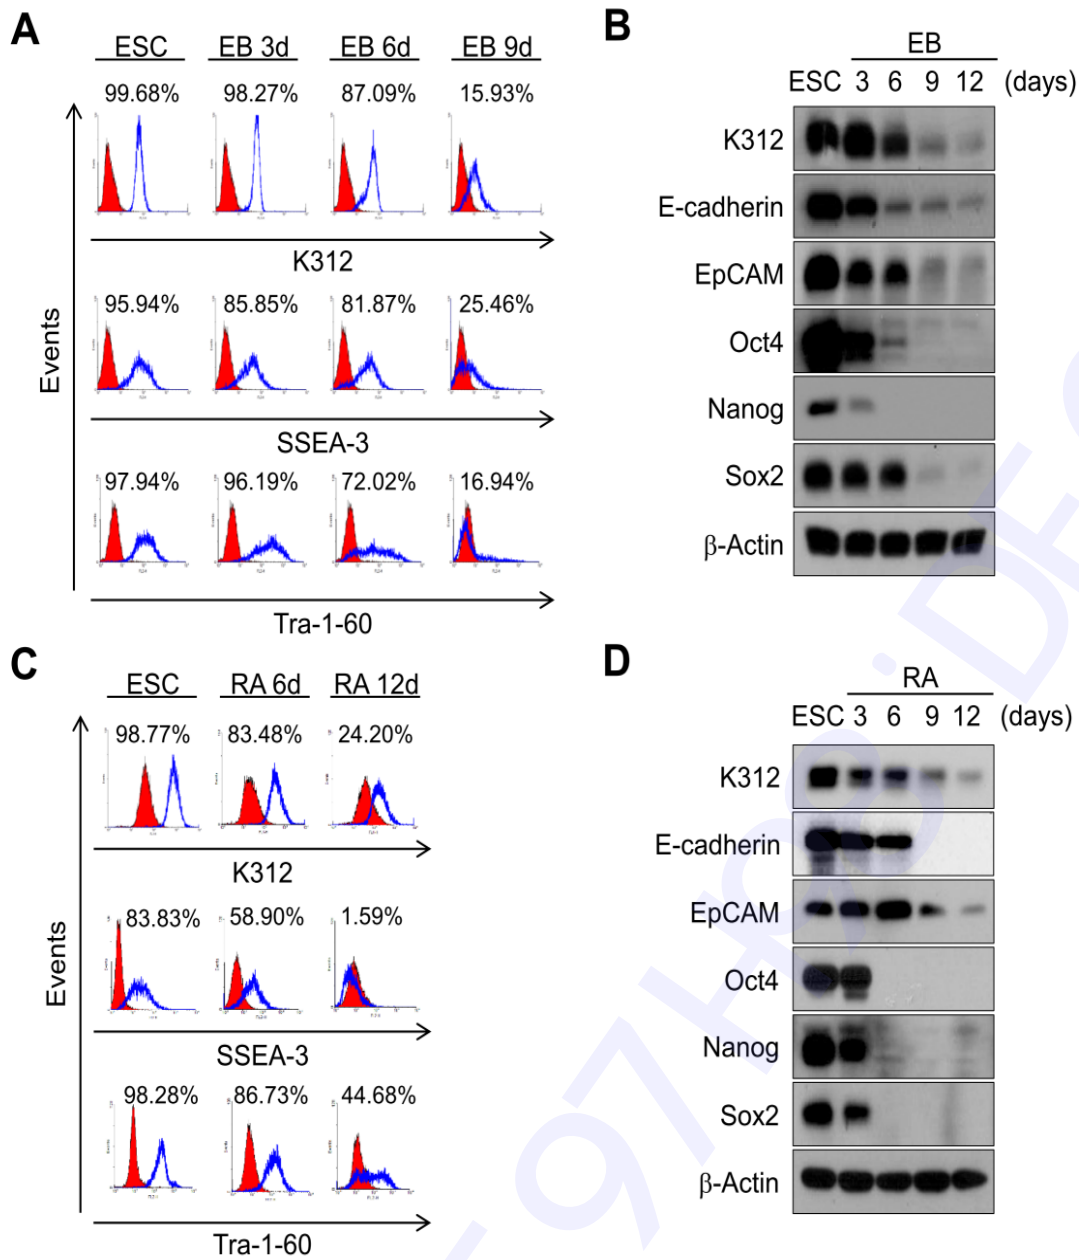 A
ESC EB 3d EB 6d EB 9d
99.68% 98.27% 87.09% 15.93%
K312
95.94% 85.85% 81.87% 25.46%
SSEA-3
97.94% 96.19% 72.02% 16.94%
Tra-1-60
Events
B
EB
ESC 3 6 9 12 (days)
K312
E-cadherin
EpCAM
Oct4
Nanog
Sox2
β-Actin
C
ESC RA 6d RA 12d
98.77% 83.48% 24.20%
K312
83.83% 58.90% 1.59%
SSEA-3
98.28% 86.73% 44.68%
Tra-1-60
Events
D
RA
ESC 3 6 9 12 (days)
K312
E-cadherin
EpCAM
Oct4
Nanog
Sox2
β-Actin